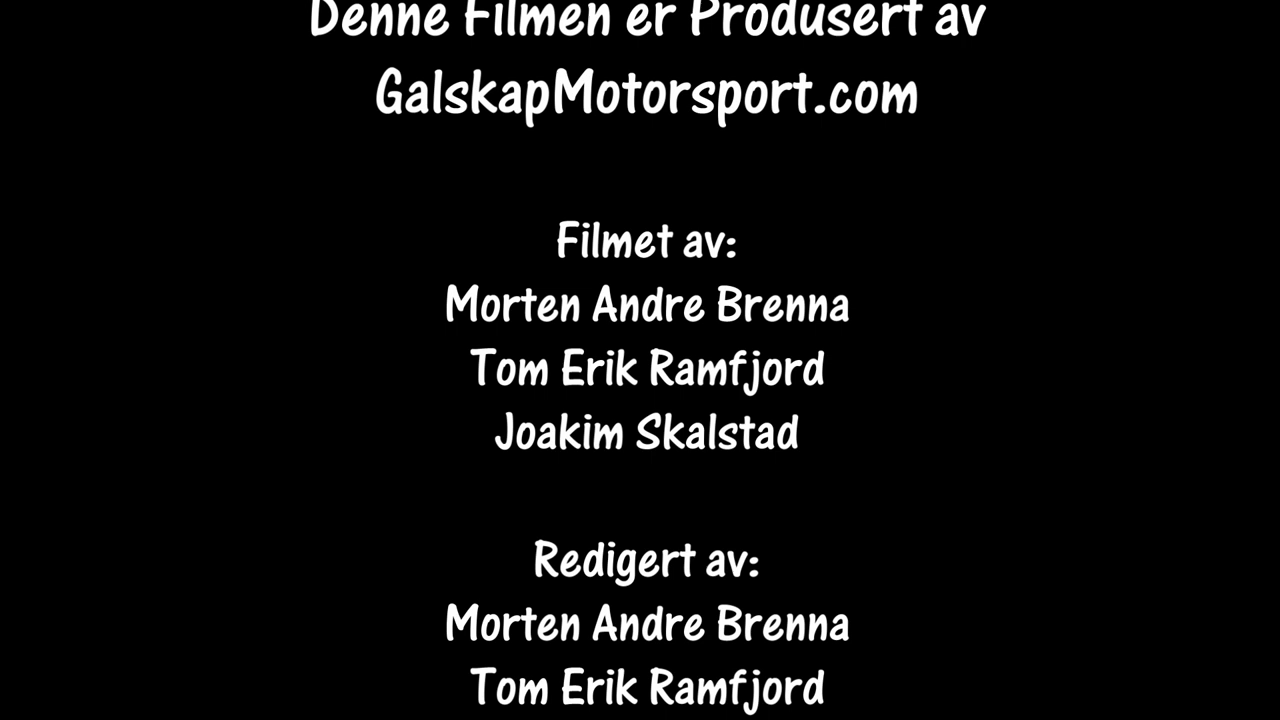 Denne Filmen er Produsert av
GalskapMotorsport.com
Filmet av:
Morten Andre Brenna
Tom Erik Ramfjord
Joakim Skalstad
Redigert av:
Morten Andre Brenna
Tom Erik Ramfjord